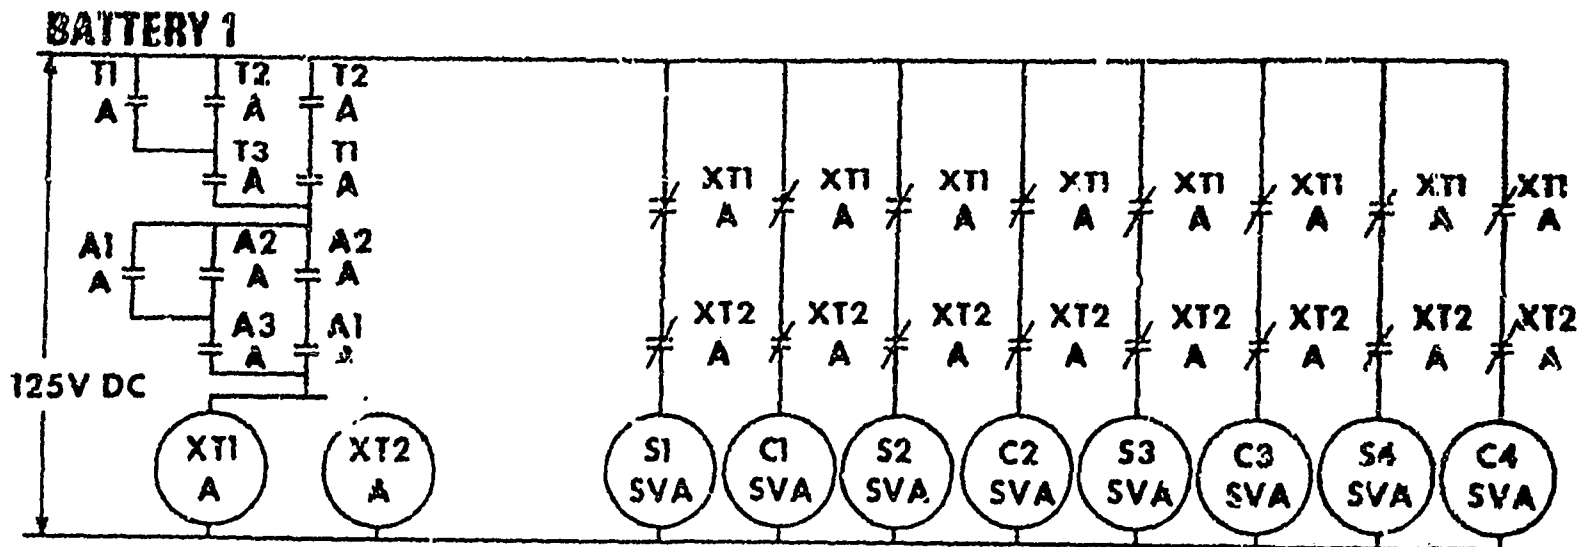 BATTERY 1
T1 T2 T2
A A A
T3 T1
A A
XT1 XT1 XT1 XT1 XT1 XT1 XT1 XT1
A A A A A A A A
A1 A2 A2
A A A
XT2 XT2 XT2 XT2 XT2 XT2 XT2 XT2
A3 A1
A A A A A A A A A
125V DC
XT1 XT2 S1 C1 S2 C2 S3 C3 S4 C4
A A SVA SVA SVA SVA SVA SVA SVA SVA